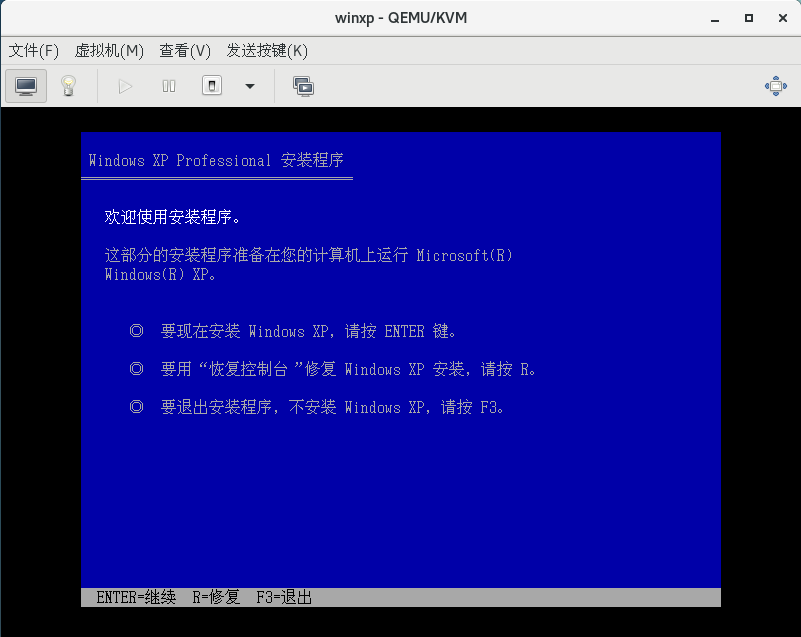 winxp - QEMU/KVM
文件(F) 虚拟机(M) 查看(V) 发送按键(K)
Windows XP Professional 安装程序
欢迎使用安装程序。
这部分的安装程序准备在您的计算机上运行 Microsoft(R)
Windows(R) XP。
◎ 要现在安装 Windows XP，请按 ENTER 键。
◎ 要用“恢复控制台 ”修复 Windows XP 安装，请按 R。
◎ 要退出安装程序，不安装 Windows XP，请按 F3。
ENTER=继续 R=修复 F3=退出